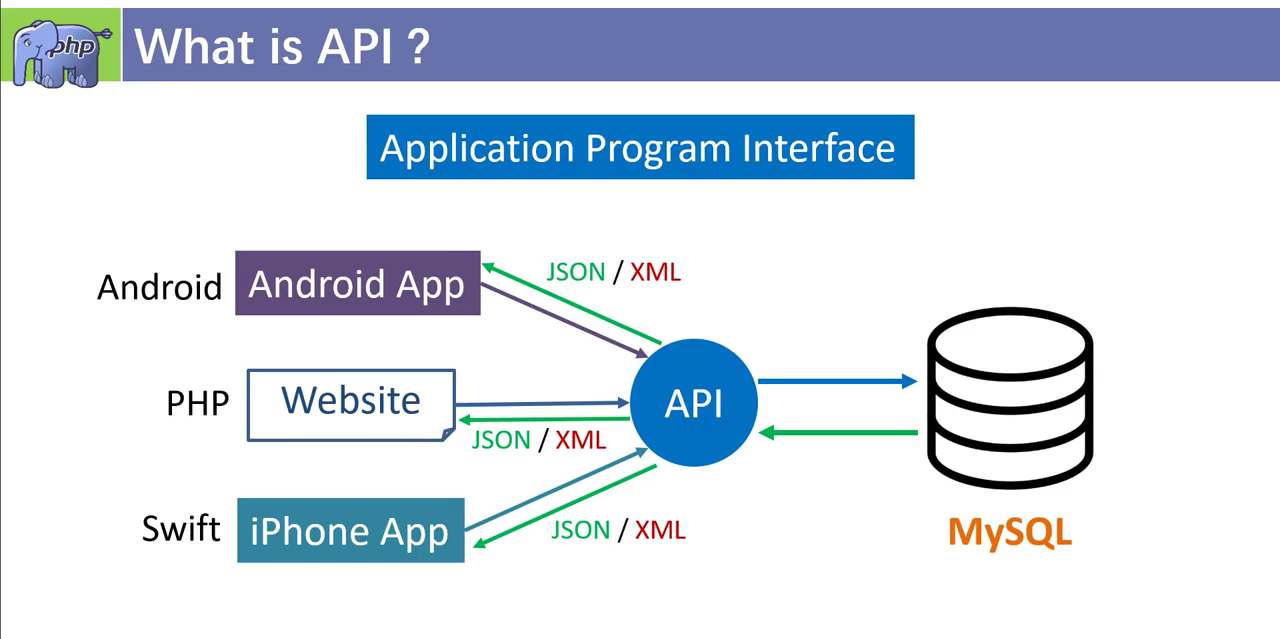 php
What is API ?
Application Program Interface
Android
Android App
JSON / XML
PHP
Website
API
JSON / XML
Swift
iPhone App
JSON / XML
MySQL